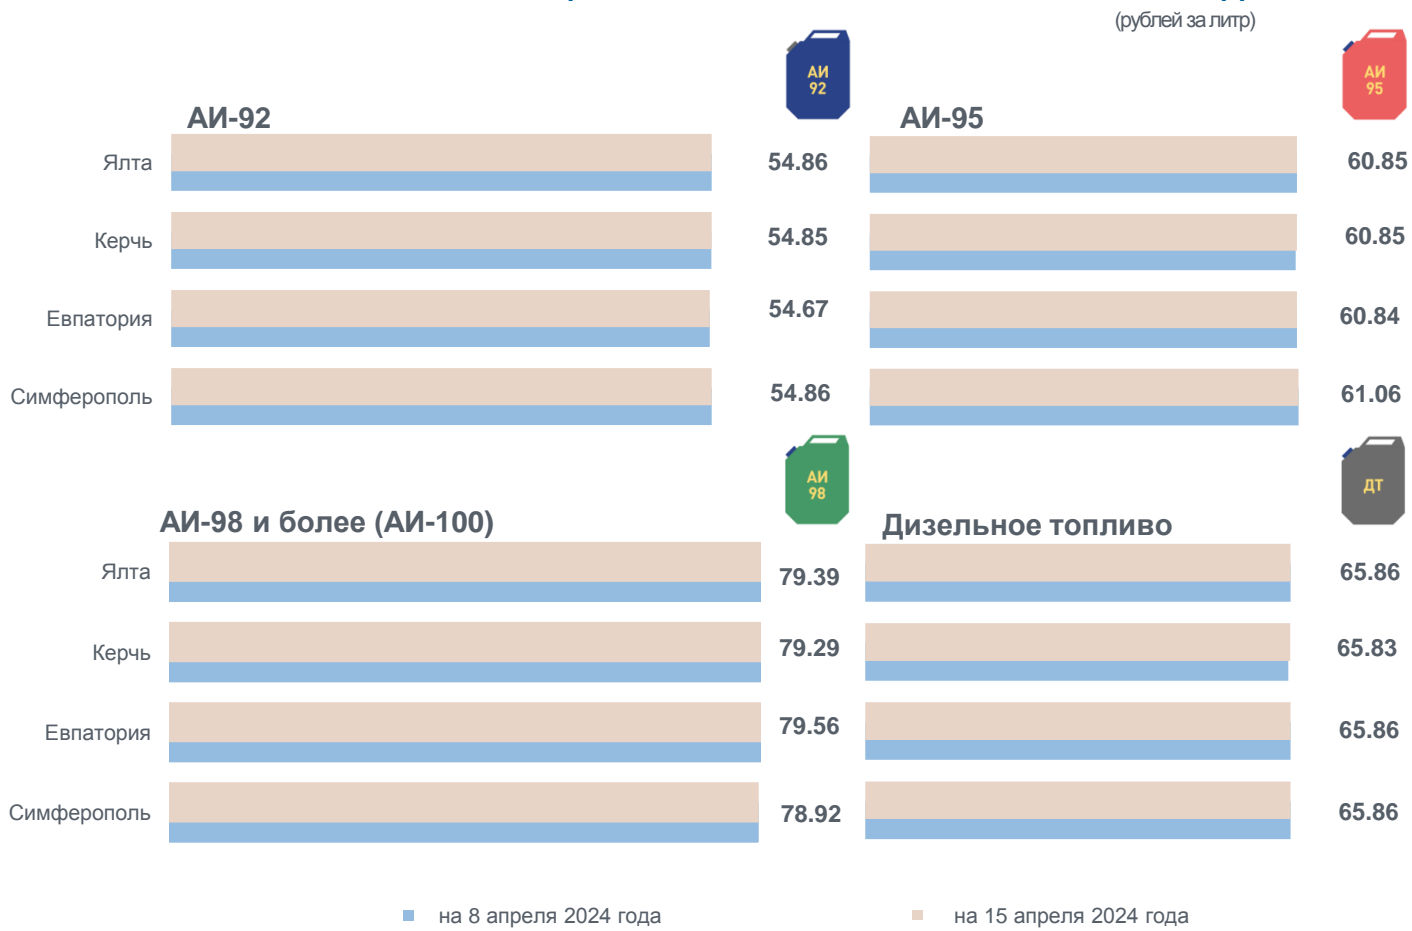 (рублей за литр)
АИ
92
АИ
95
АИ-92
АИ-95
Ялта
54.86
60.85
Керчь
54.85
60.85
Евпатория
54.67
60.84
Симферополь
54.86
61.06
АИ
98
ДТ
АИ-98 и более (АИ-100)
Дизельное топливо
Ялта
79.39
65.86
Керчь
79.29
65.83
Евпатория
79.56
65.86
Симферополь
78.92
65.86
на 8 апреля 2024 года
на 15 апреля 2024 года